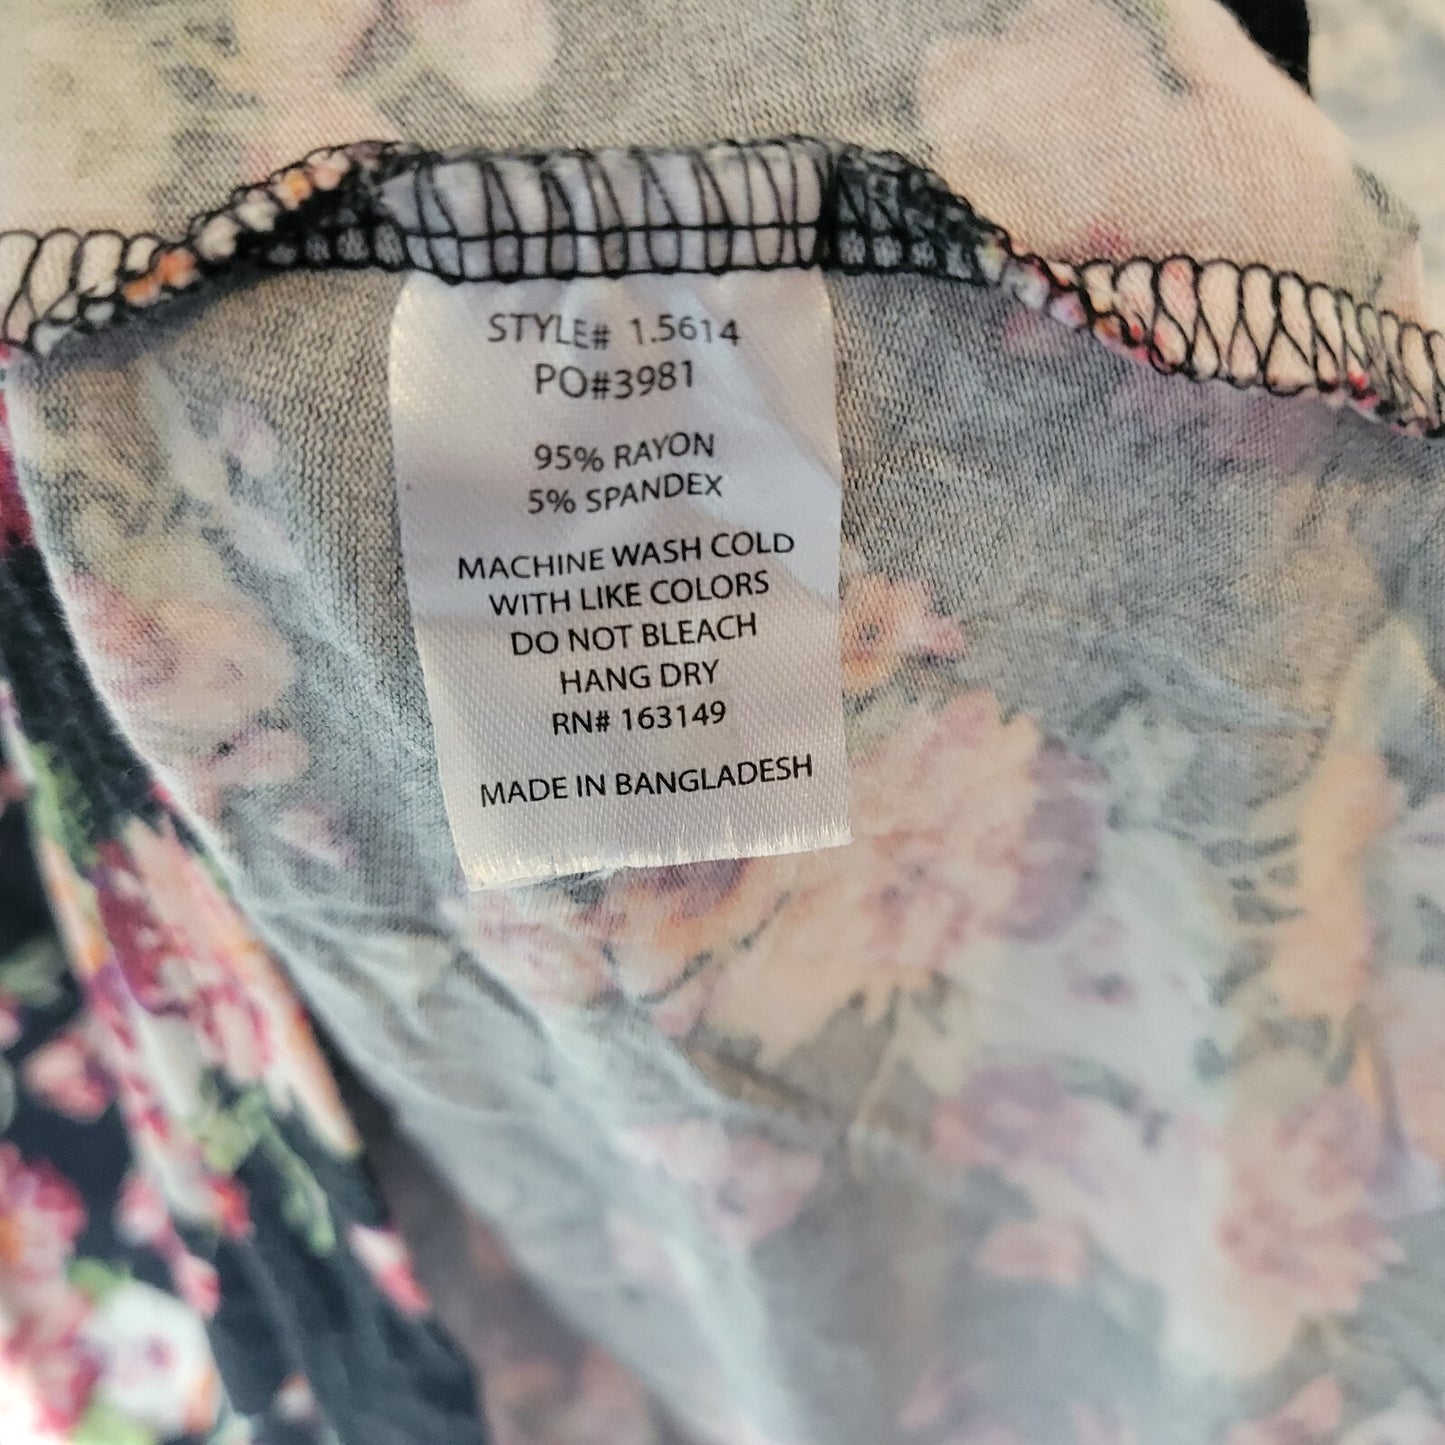 STYLE# 1.5614
PO#3981
95% RAYON
5% SPANDEX
MACHINE WASH COLD
WITH LIKE COLORS
DO NOT BLEACH
HANG DRY
RN# 163149
MADE IN BANGLADESH